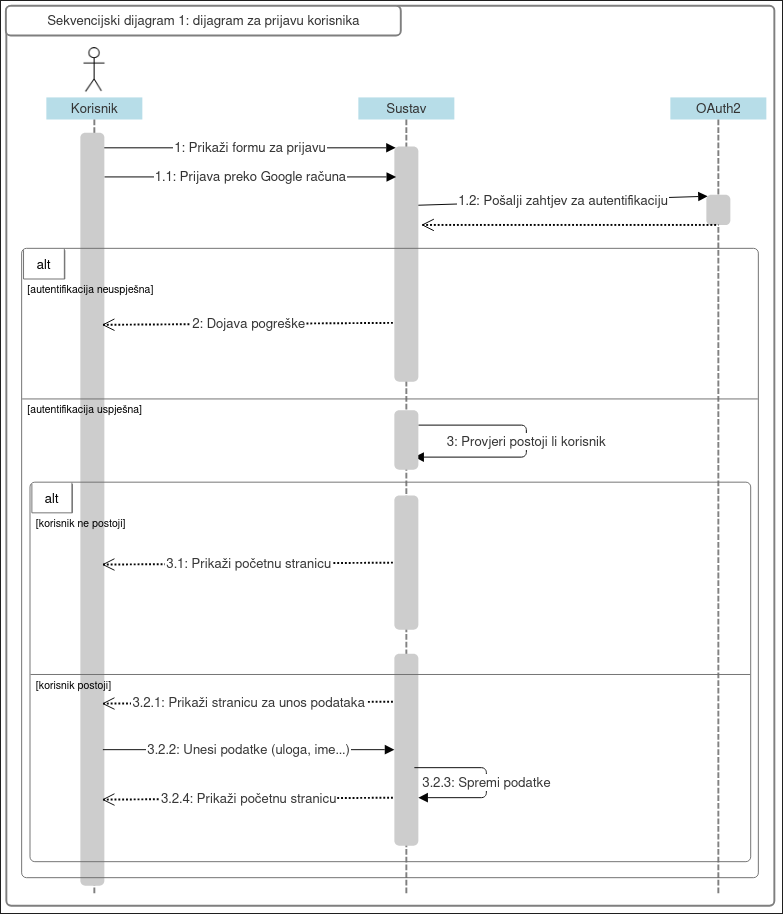 Sekvencijski dijagram 1: dijagram za prijavu korisnika
Korisnik
Sustav
OAuth2
1: Prikaži formu za prijavu
1.1: Prijava preko Google računa
1.2: Pošalji zahtjev za autentifikaciju
alt
[autentifikacija neuspješna]
2: Dojava pogreške
[autentifikacija uspješna]
3: Provjeri postoji li korisnik
alt
[korisnik ne postoji]
3.1: Prikaži početnu stranicu
[korisnik postoji]
3.2.1: Prikaži stranicu za unos podataka
3.2.2: Unesi podatke (uloga, ime...)
3.2.3: Spremi podatke
3.2.4: Prikaži početnu stranicu